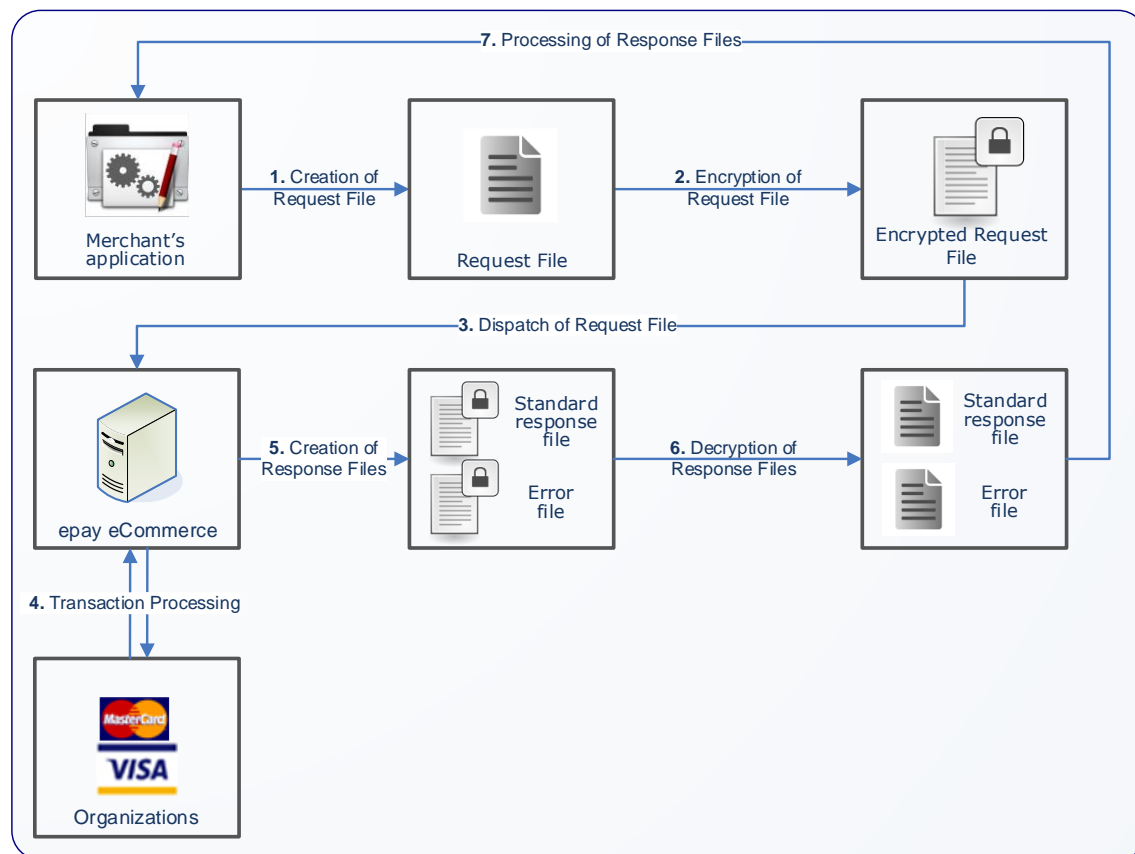 7. Processing of Response Files
1. Creation of
Request File
2. Encryption of
Request File
Merchant's
application
Request File
Encrypted Request
File
3. Dispatch of Request File
epay eCommerce
5. Creation of
Response Files
Standard
response
file
Error
file
6. Decryption of
Response Files
Standard
response
file
Error
file
4. Transaction Processing
MasterCard
VISA
Organizations